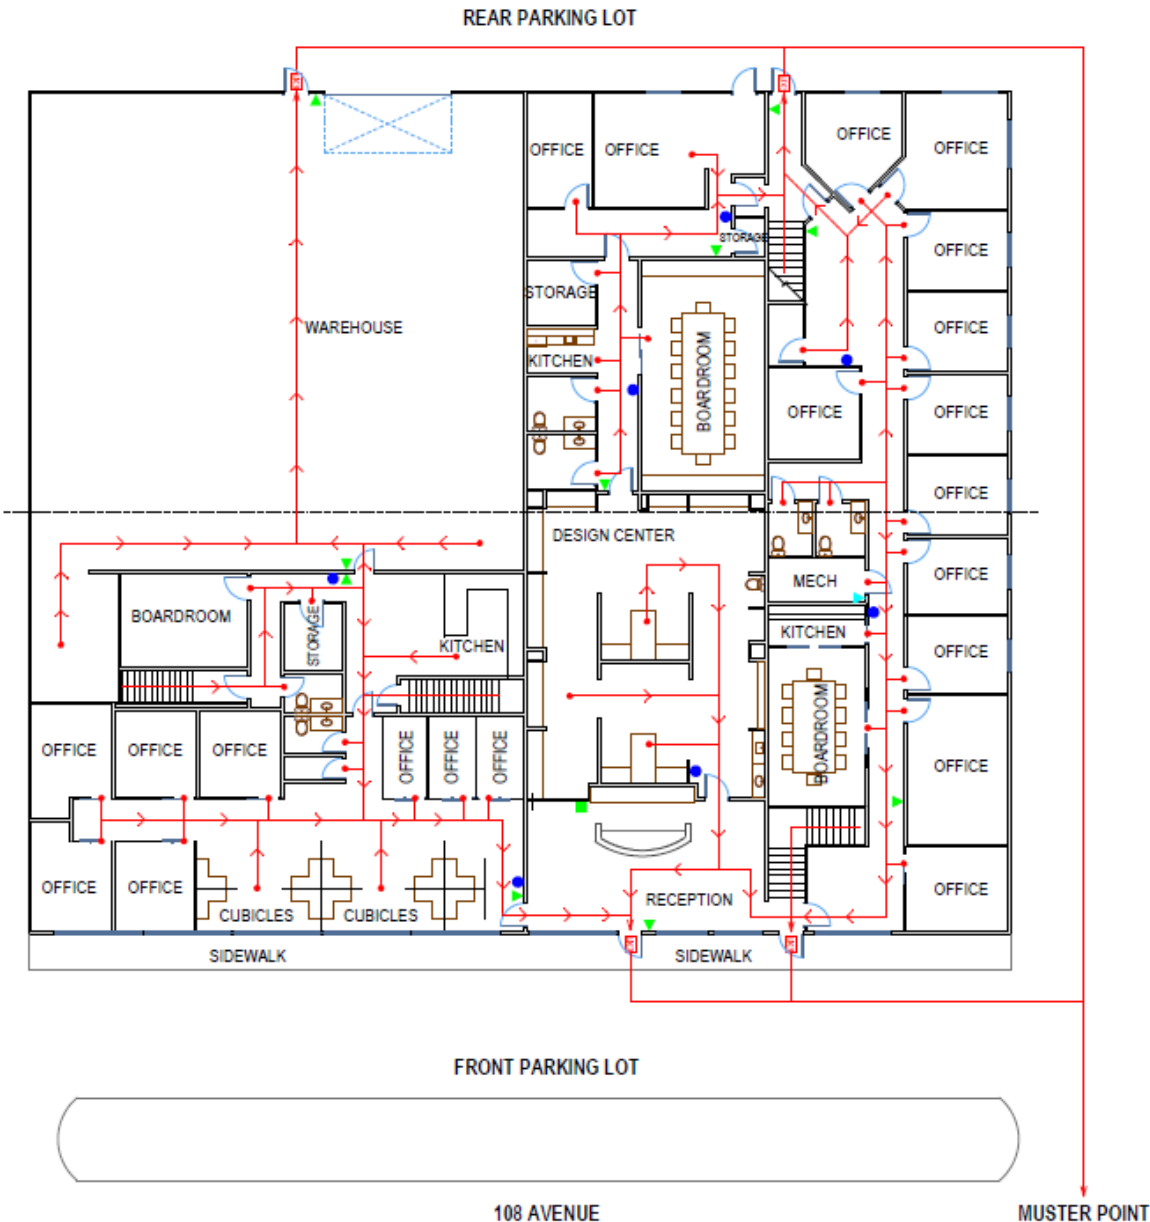 REAR PARKING LOT
OFFICE
OFFICE
OFFICE
OFFICE
STORAGE
OFFICE
STORAGE
WAREHOUSE
OFFICE
BOARDROOM
KITCHEN
OFFICE
OFFICE
OFFICE
DESIGN CENTER
OFFICE
MECH
BOARDROOM
STORAGE
KITCHEN
KITCHEN
OFFICE
BOARDROOM
OFFICE
OFFICE
OFFICE
OFFICE
OFFICE
OFFICE
OFFICE
OFFICE
OFFICE
CUBICLES
CUBICLES
RECEPTION
OFFICE
SIDEWALK
SIDEWALK
FRONT PARKING LOT
108 AVENUE
MUSTER POINT